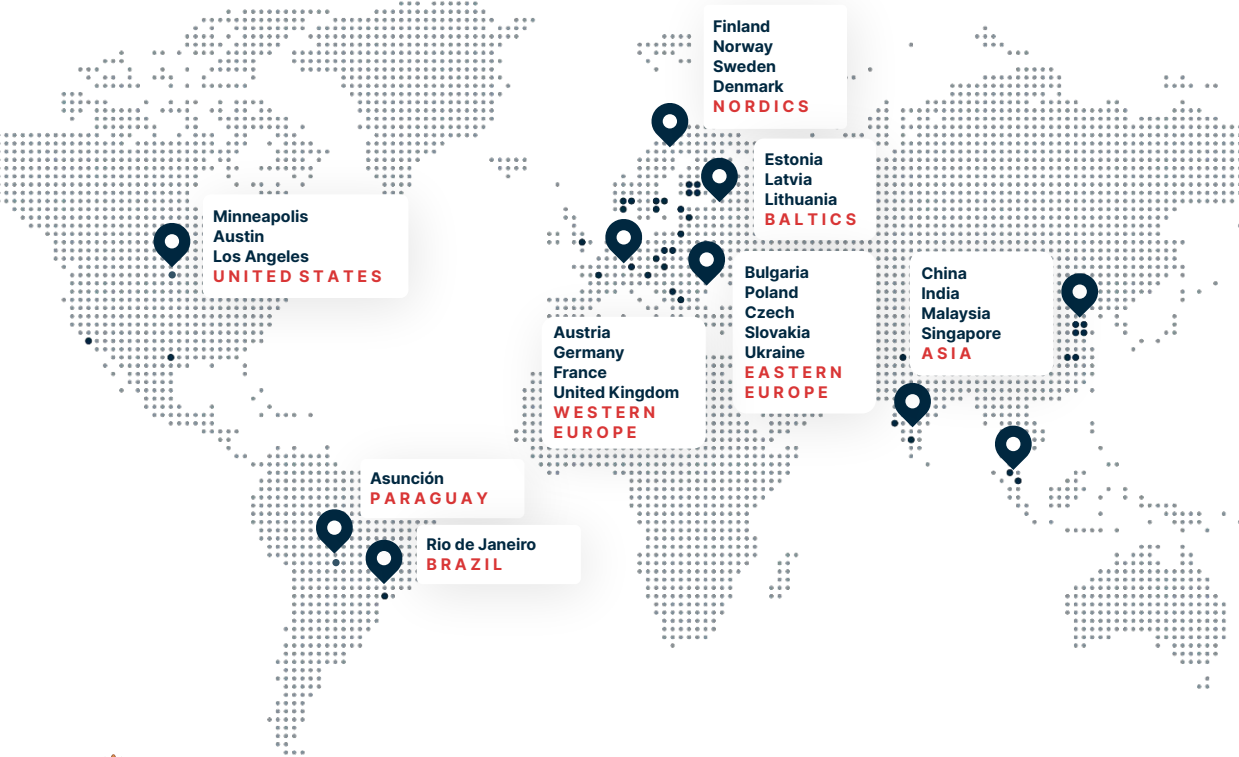 Finland
Norway
Sweden
Denmark
NORDICS
Estonia
Latvia
Lithuania
BALTICS
Minneapolis
Austin
Los Angeles
UNITED STATES
Bulgaria
Poland
Czech
Slovakia
Ukraine
EASTERN
EUROPE
China
India
Malaysia
Singapore
ASIA
Austria
Germany
France
United Kingdom
WESTERN
EUROPE
Asunción
PARAGUAY
Rio de Janeiro
BRAZIL